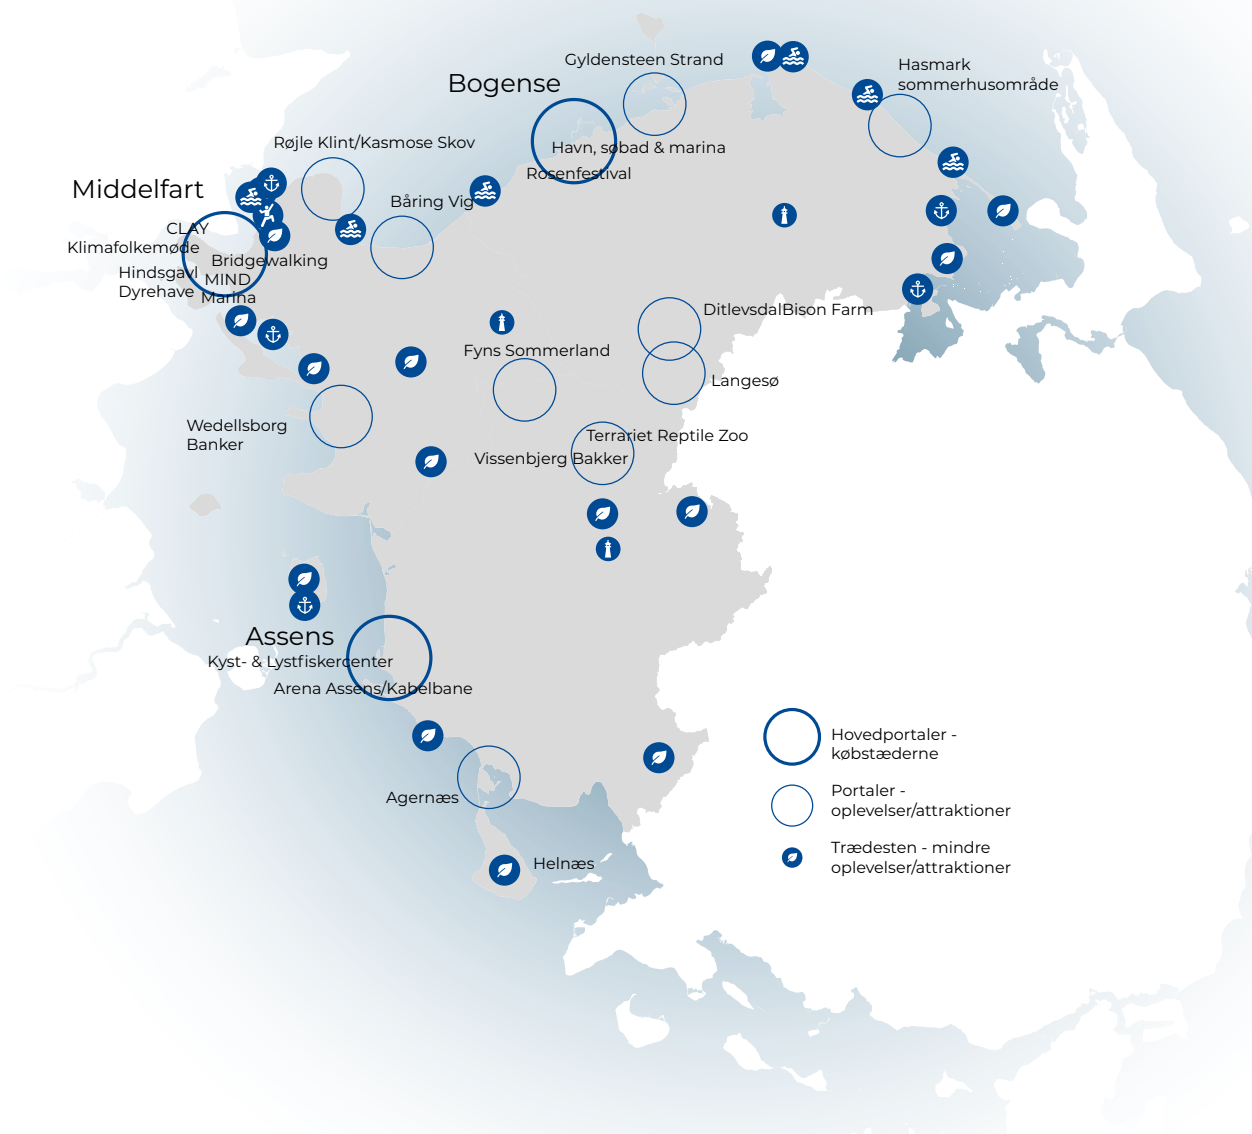 Gyldensteen Strand
Hasmark
sommerhusområde
Bogense
Havn, søbad & marina
Rosenfestival
Røjle Klint/Kasmose Skov
Middelfart
Båring Vig
CLAY
Klimafolkemøde
Bridgewalking
Hindsgavl
Dyrehave
MIND
Marina
DitlevsdalBison Farm
Fyns Sommerland
Langesø
Wedellsborg
Banker
Terrariet Reptile Zoo
Vissenbjerg Bakker
Assens
Kyst- & Lystfiskercenter
Arena Assens/Kabelbane
Agernæs
Helnæs
Hovedportaler -
købstæderne
Portaler -
oplevelser/attraktioner
Trædesten - mindre
oplevelser/attraktioner